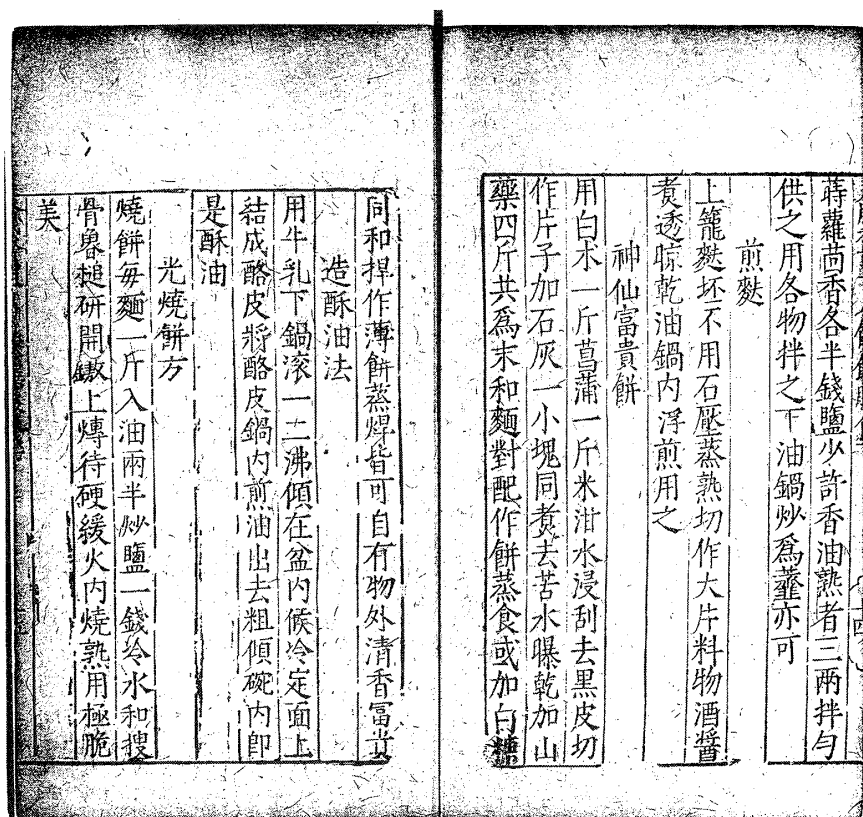 蒔蘿茴香各半錢鹽少許香油熟者三兩拌勻
供之用各物拌之下油鍋炒爲虀亦可
煎麩
上籠麩坯不用石壓蒸熟切作大片料物酒醬
煮透晾乾油鍋内浮煎用之
神仙富貴餅
用白朮一斤菖蒲一斤米泔水浸刮去黑皮切
作片子加石灰一小塊同煮去苦水曝乾加山
藥四斤共爲末和麵對配作餅蒸食或加白糖
同和捍作薄餅蒸煿皆可自有物外清香富貴
造酥油法
用牛乳下鍋滚一二沸傾在盆内候冷定面上
結成酪皮將酪皮鍋内煎油出去粗傾碗内卽
是酥油
光燒餅方
燒餅每麵一斤入油兩半炒鹽一錢冷水和搜
骨魯槌研開鏊上煿待硬緩火内燒熟用極脆
美